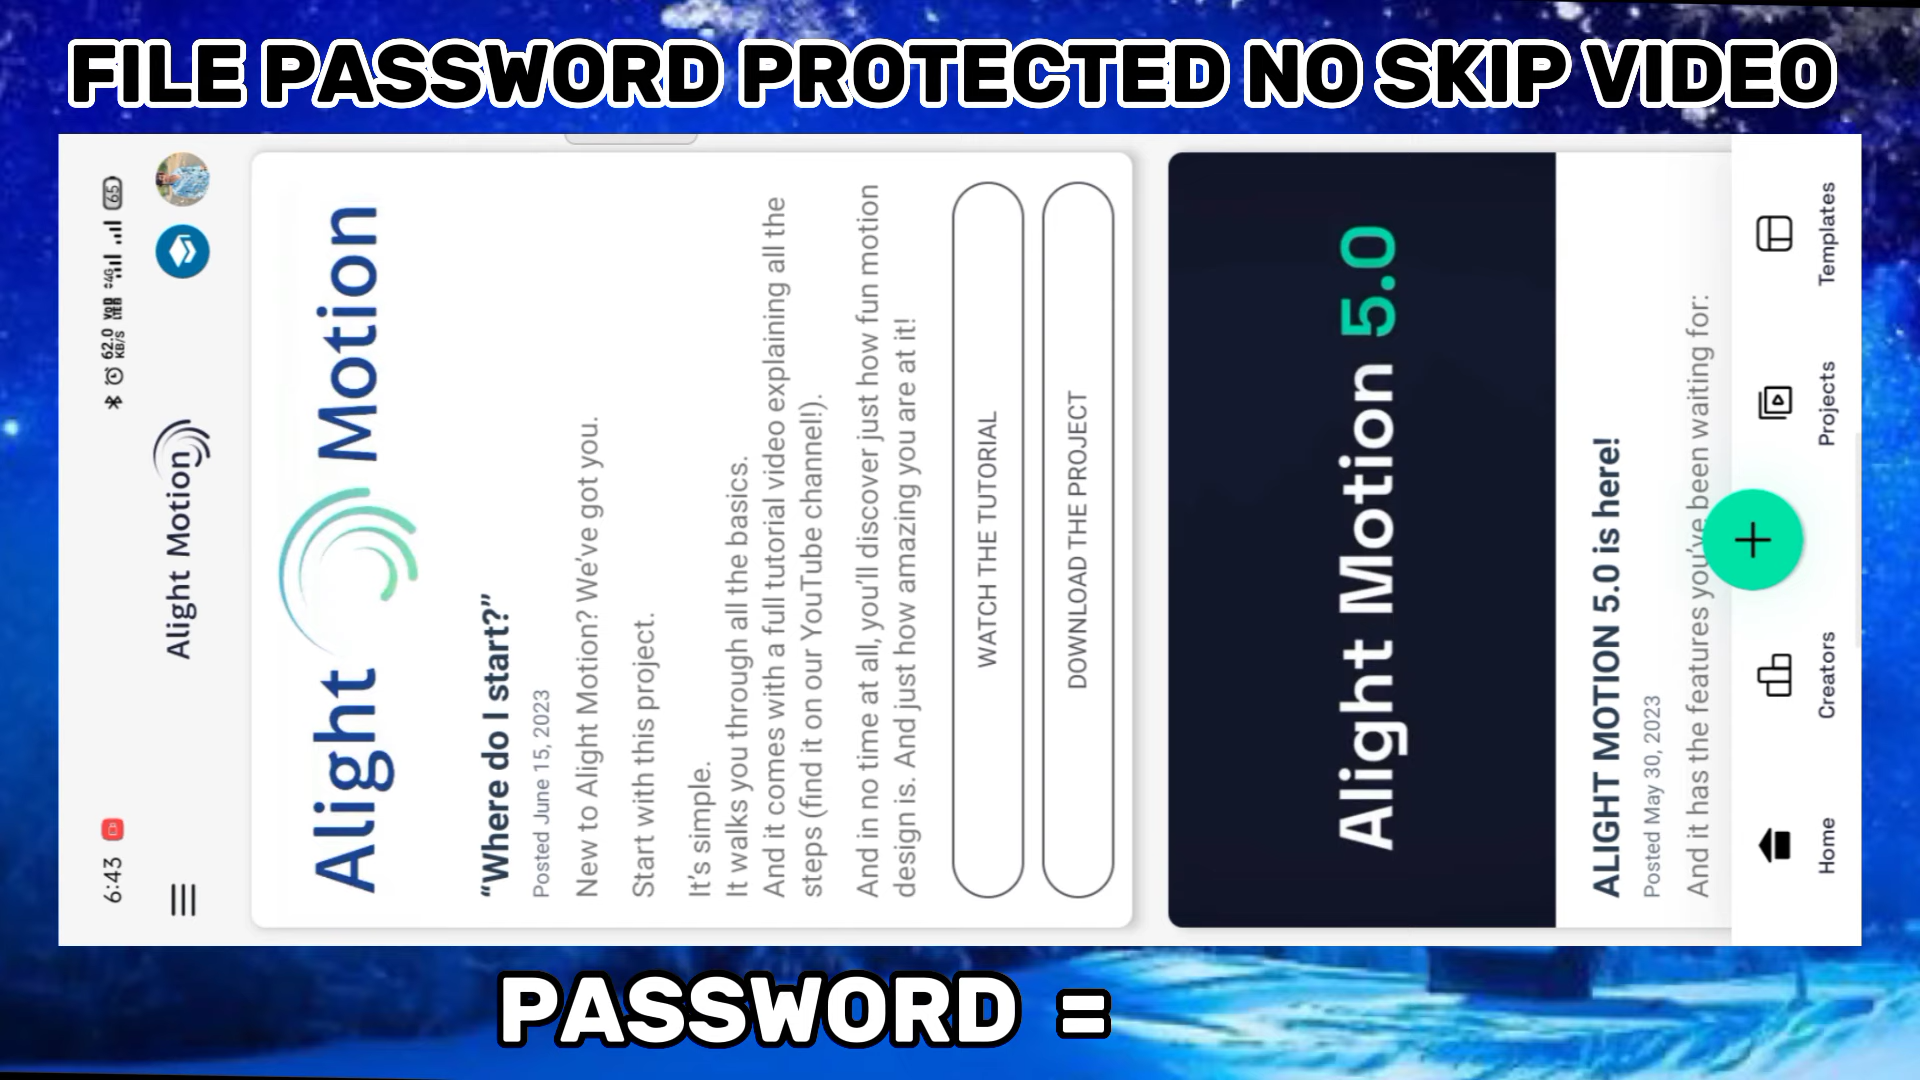 FILE PASSWORD PROTECTED NO SKIP VIDEO
6:43
62.0 KB/S VoD LTE 4G 65
Alight Motion
Alight Motion
“Where do I start?”
Posted June 15, 2023
New to Alight Motion? We’ve got you.
Start with this project.
It’s simple.
It walks you through all the basics.
And it comes with a full tutorial video explaining all the
steps (find it on our YouTube channel!).
And in no time at all, you’ll discover just how fun motion
design is. And just how amazing you are at it!
WATCH THE TUTORIAL
DOWNLOAD THE PROJECT
Alight Motion 5.0
ALIGHT MOTION 5.0 is here!
Posted May 30, 2023
And it has the features you’ve been waiting for:
Home
Creators
Projects
Templates
PASSWORD =